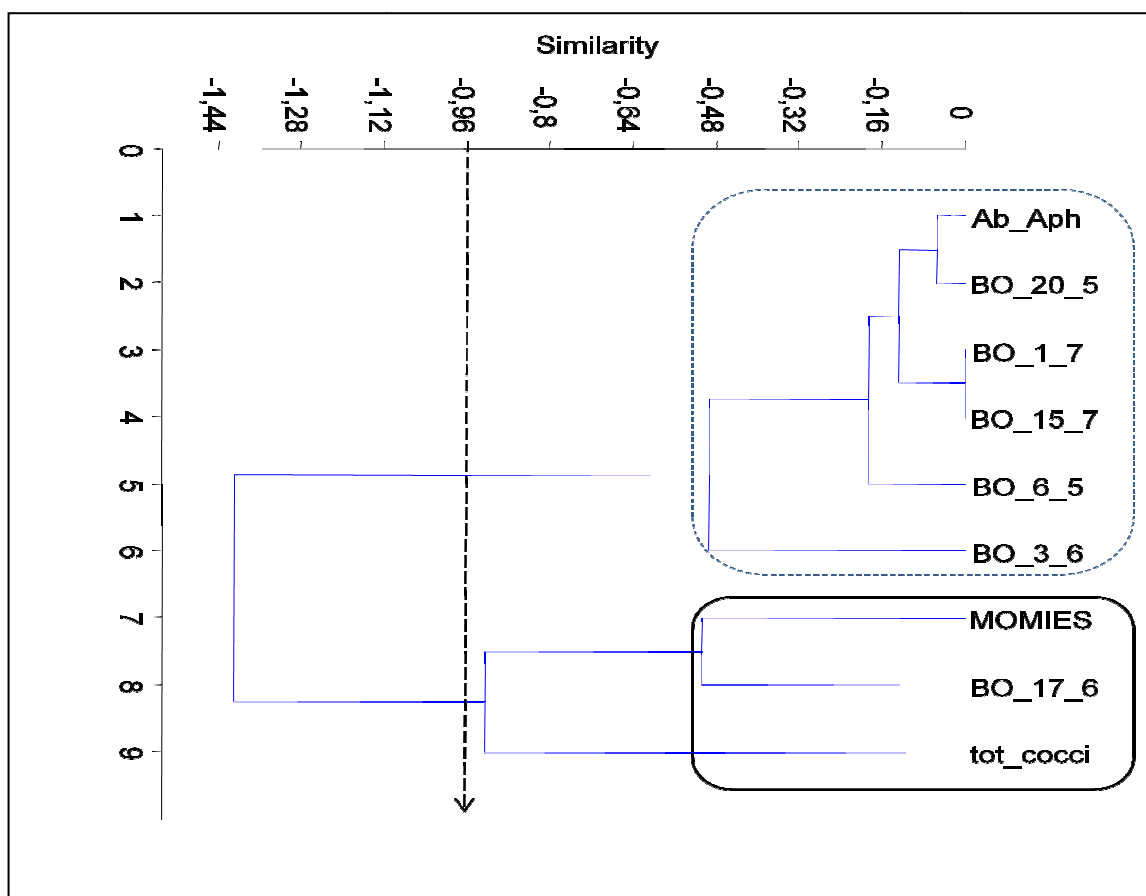 Similarity
-1,44 -1,28 -1,12 -0,96 -0,8 -0,64 -0,48 -0,32 -0,16 0
0
1
2
3
4
5
6
7
8
9
Ab_Aph
BO_20_5
BO_1_7
BO_15_7
BO_6_5
BO_3_6
MOMIES
BO_17_6
tot_cocci